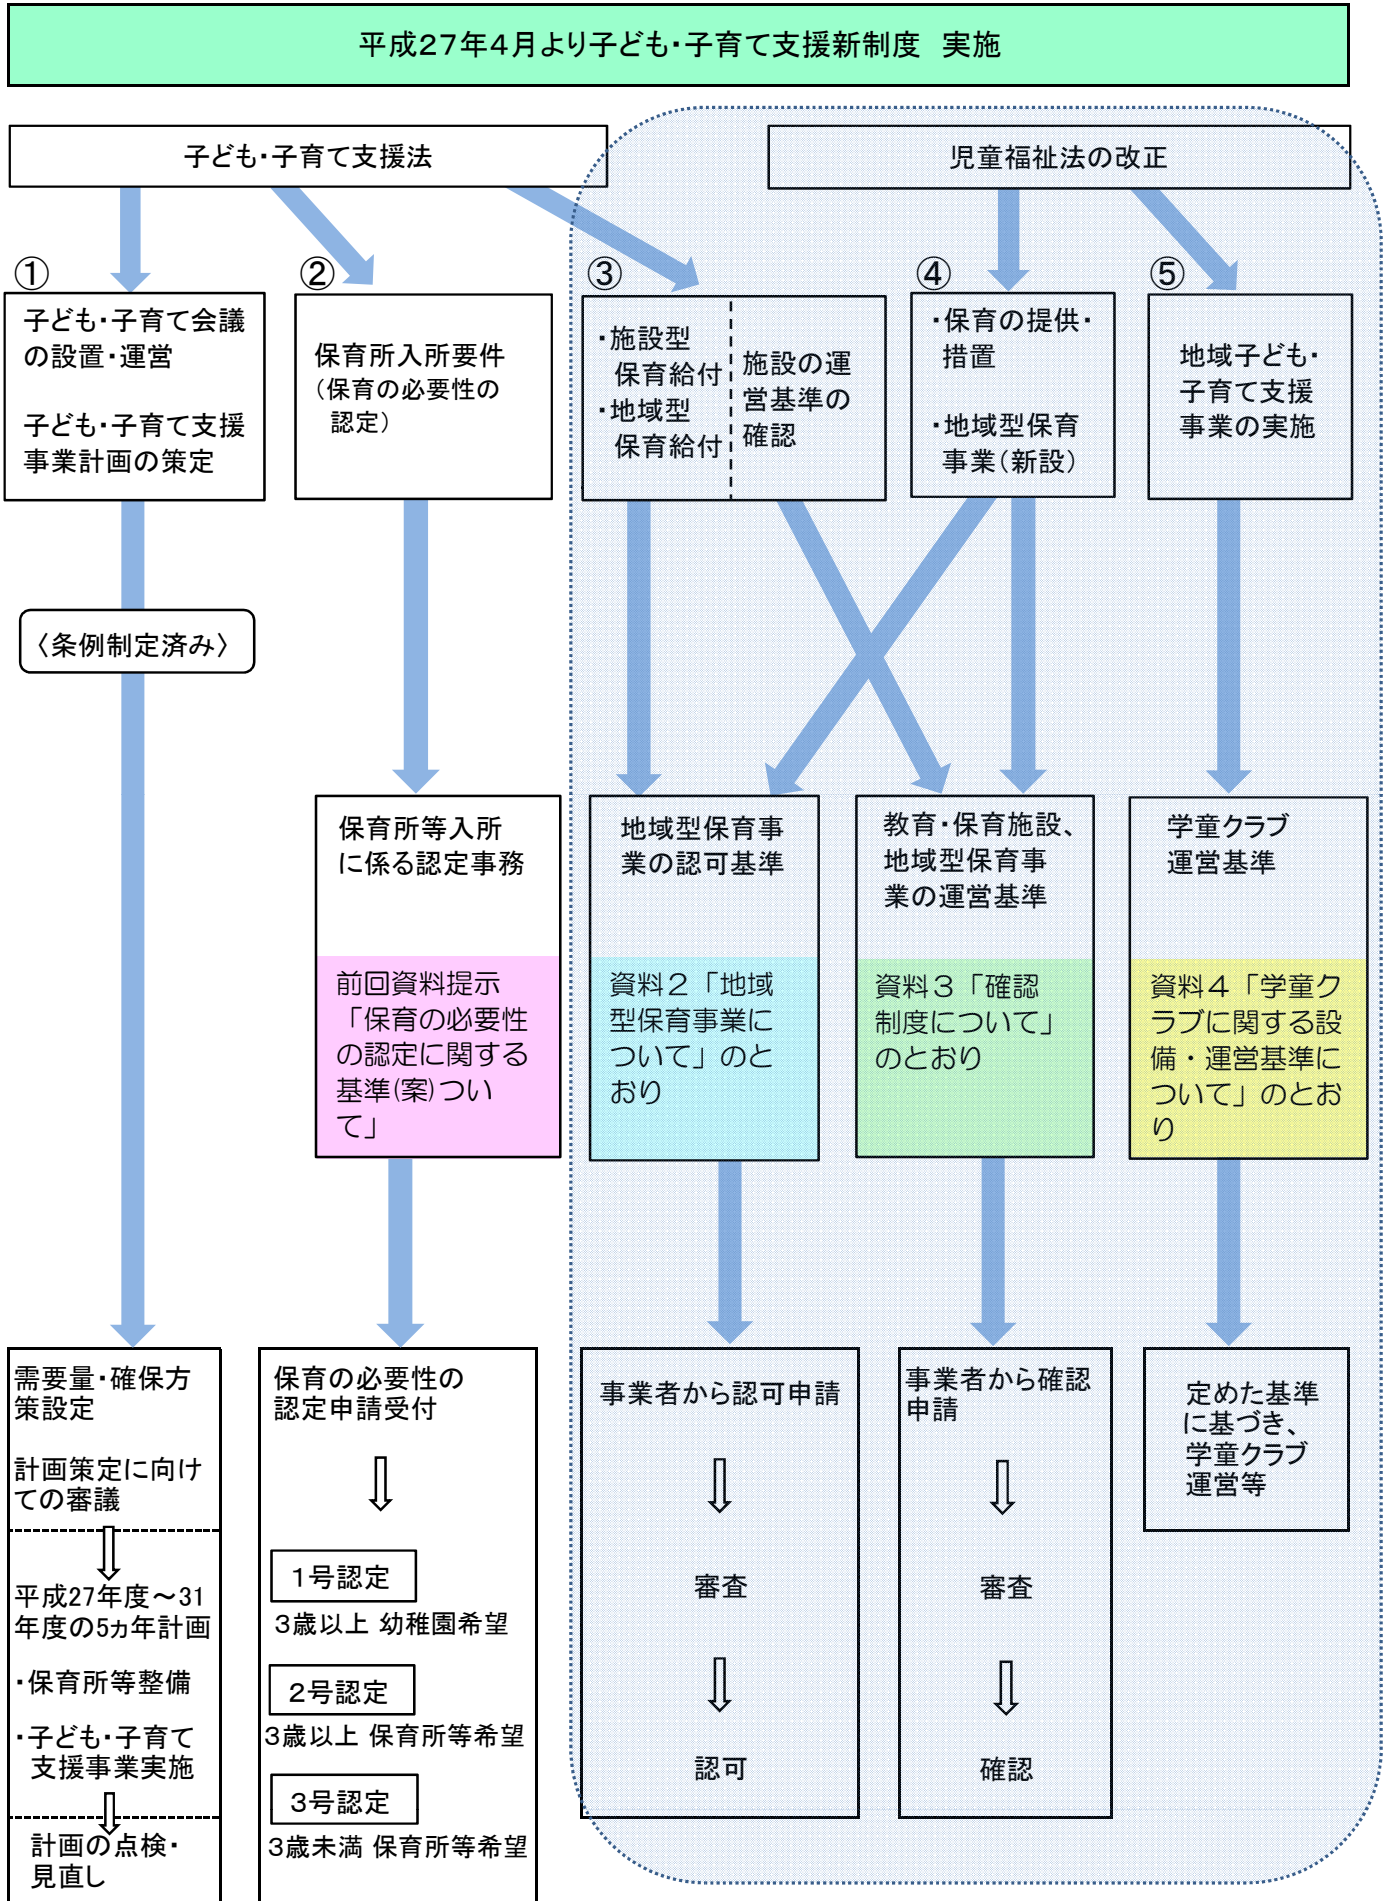 平成27年4月より子ども・子育て支援新制度　実施
子ども・子育て支援法
児童福祉法の改正
①
子ども・子育て会議
の設置・運営
子ども・子育て支援
事業計画の策定
②
保育所入所要件
（保育の必要性の
認定）
③
・施設型
保育給付
・地域型
保育給付
施設の運
営基準の
確認
④
・保育の提供・
措置
・地域型保育
事業（新設）
⑤
地域子ども・
子育て支援
事業の実施
〈条例制定済み〉
保育所等入所
に係る認定事務
前回資料提示
「保育の必要性
の認定に関する
基準(案)つい
て」
地域型保育事
業の認可基準
資料２「地域
型保育事業に
ついて」のと
おり
教育・保育施設、
地域型保育事
業の運営基準
資料３「確認
制度について」
のとおり
学童クラブ
運営基準
資料４「学童ク
ラブに関する設
備・運営基準に
ついて」のとお
り
需要量・確保方
策設定
計画策定に向け
ての審議
平成27年度～31
年度の5ヵ年計画
・保育所等整備
・子ども・子育て
支援事業実施
計画の点検・
見直し
保育の必要性の
認定申請受付
1号認定
3歳以上 幼稚園希望
2号認定
3歳以上 保育所等希望
3号認定
3歳未満 保育所等希望
事業者から認可申請
審査
認可
事業者から確認
申請
審査
確認
定めた基準
に基づき、
学童クラブ
運営等